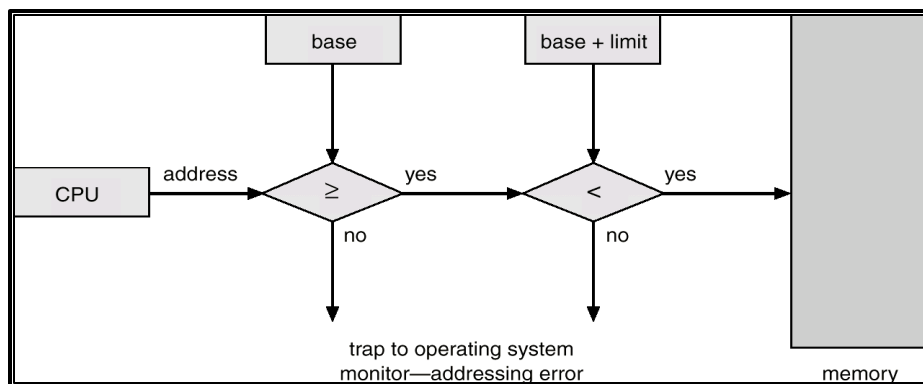 base
base + limit
CPU
address
≥
yes
<
yes
no
no
trap to operating system
monitor—addressing error
memory